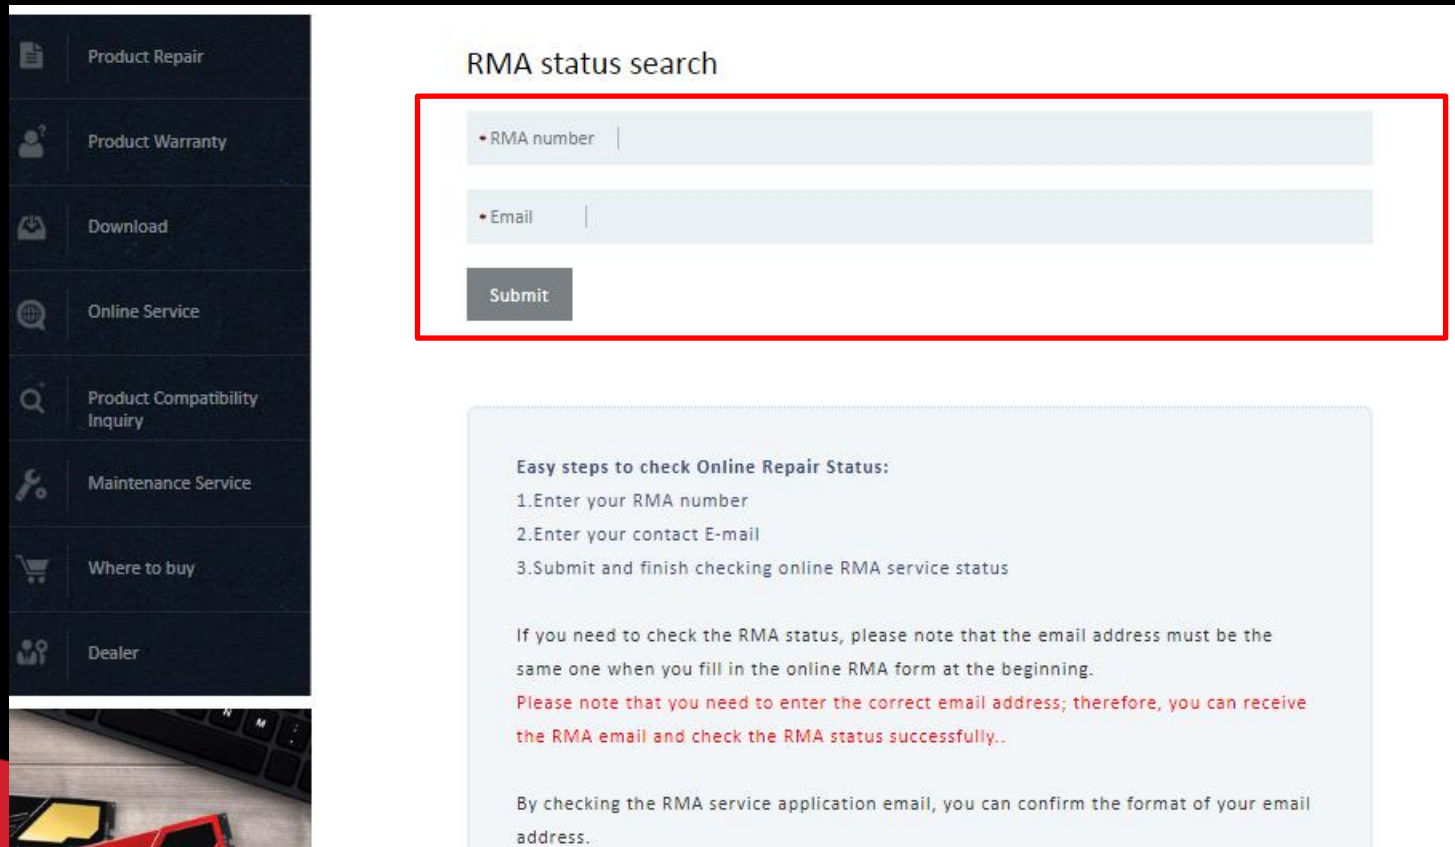 Product Repair
Product Warranty
Download
Online Service
Product Compatibility
Inquiry
Maintenance Service
Where to buy
Dealer
N M
RMA status search
•RMA number
•Email
Submit
Easy steps to check Online Repair Status:
1.Enter your RMA number
2.Enter your contact E-mail
3.Submit and finish checking online RMA service status
If you need to check the RMA status, please note that the email address must be the
same one when you fill in the online RMA form at the beginning.
Please note that you need to enter the correct email address; therefore, you can receive
the RMA email and check the RMA status successfully..
By checking the RMA service application email, you can confirm the format of your email
address.